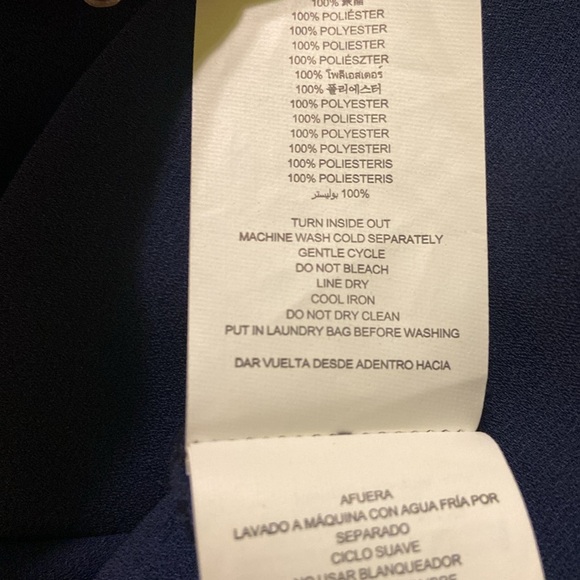 100%
100% POLIÉSTER
100% POLYESTER
100% POLIESTER
100% POLIÉSZTER
100% โพลีเอสเตอร์
100% 폴리에스터
100% POLYESTER
100% POLIESTER
100% POLYESTER
100% POLYESTERI
100% POLIESTERIS
100% POLIESTERIS
100% بوليستر
TURN INSIDE OUT
MACHINE WASH COLD SEPARATELY
GENTLE CYCLE
DO NOT BLEACH
LINE DRY
COOL IRON
DO NOT DRY CLEAN
PUT IN LAUNDRY BAG BEFORE WASHING
DAR VUELTA DESDE ADENTRO HACIA
AFUERA
LAVADO A MÁQUINA CON AGUA FRÍA POR
SEPARADO
CICLO SUAVE
NO USAR BLANQUEADOR